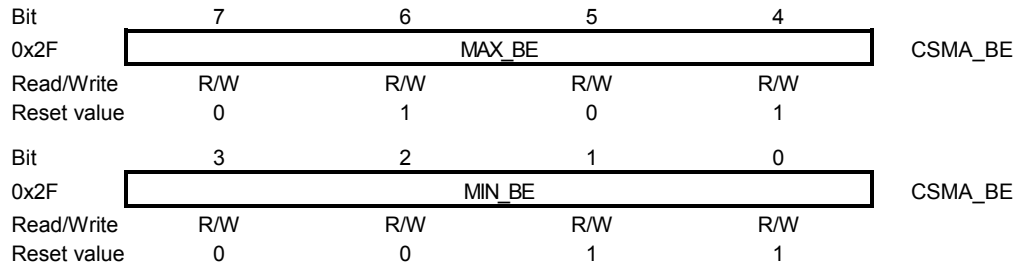 Bit 7 6 5 4
0x2F MAX_BE CSMA_BE
Read/Write R/W R/W R/W R/W
Reset value 0 1 0 1
Bit 3 2 1 0
0x2F MIN_BE CSMA_BE
Read/Write R/W R/W R/W R/W
Reset value 0 0 1 1